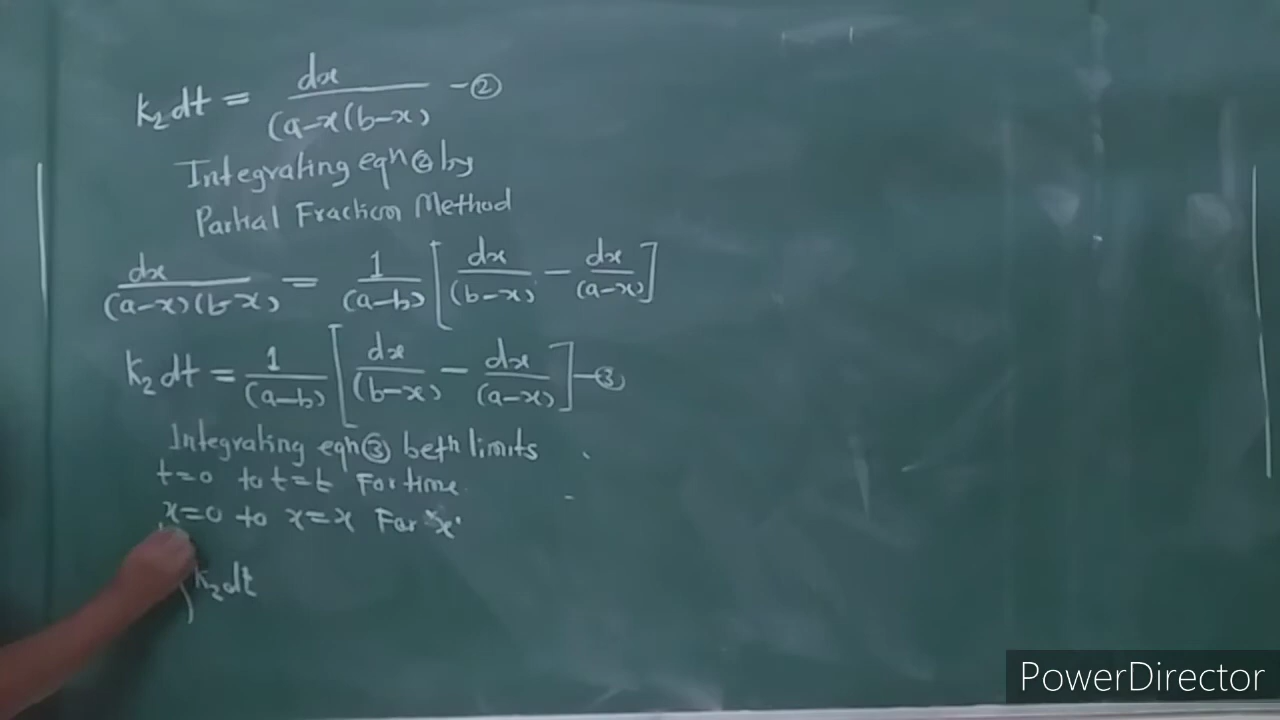 k₂dt = dx / (a-x(b-x) -②
Integrating eqn② by
Partial Fraction Method
dx / (a-x)(b-x) = 1 / (a-b) [dx / (b-x) - dx / (a-x)]
k₂dt = 1 / (a-b) [dx / (b-x) - dx / (a-x)] -③
Integrating eqn③ betn limits
t=0 to t=t For time
x=0 to x=x For 'x'
∫k₂dt
PowerDirector